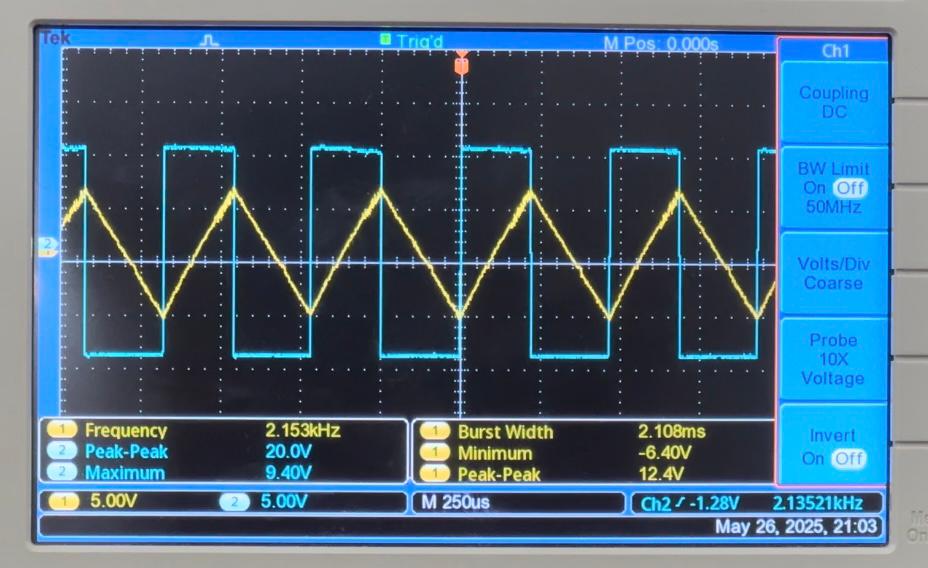 Tek
T Trig'd
M Pos: 0.000s
Ch1
Coupling
DC
BW Limit
On Off
50MHz
Volts/Div
Coarse
Probe
10X
Voltage
Invert
On Off
2
1 Frequency 2.153kHz
2 Peak-Peak 20.0V
2 Maximum 9.40V
1 Burst Width 2.108ms
1 Minimum -6.40V
1 Peak-Peak 12.4V
1 5.00V 2 5.00V M 250us Ch2 -1.28V 2.13521kHz
May 26, 2025, 21:03